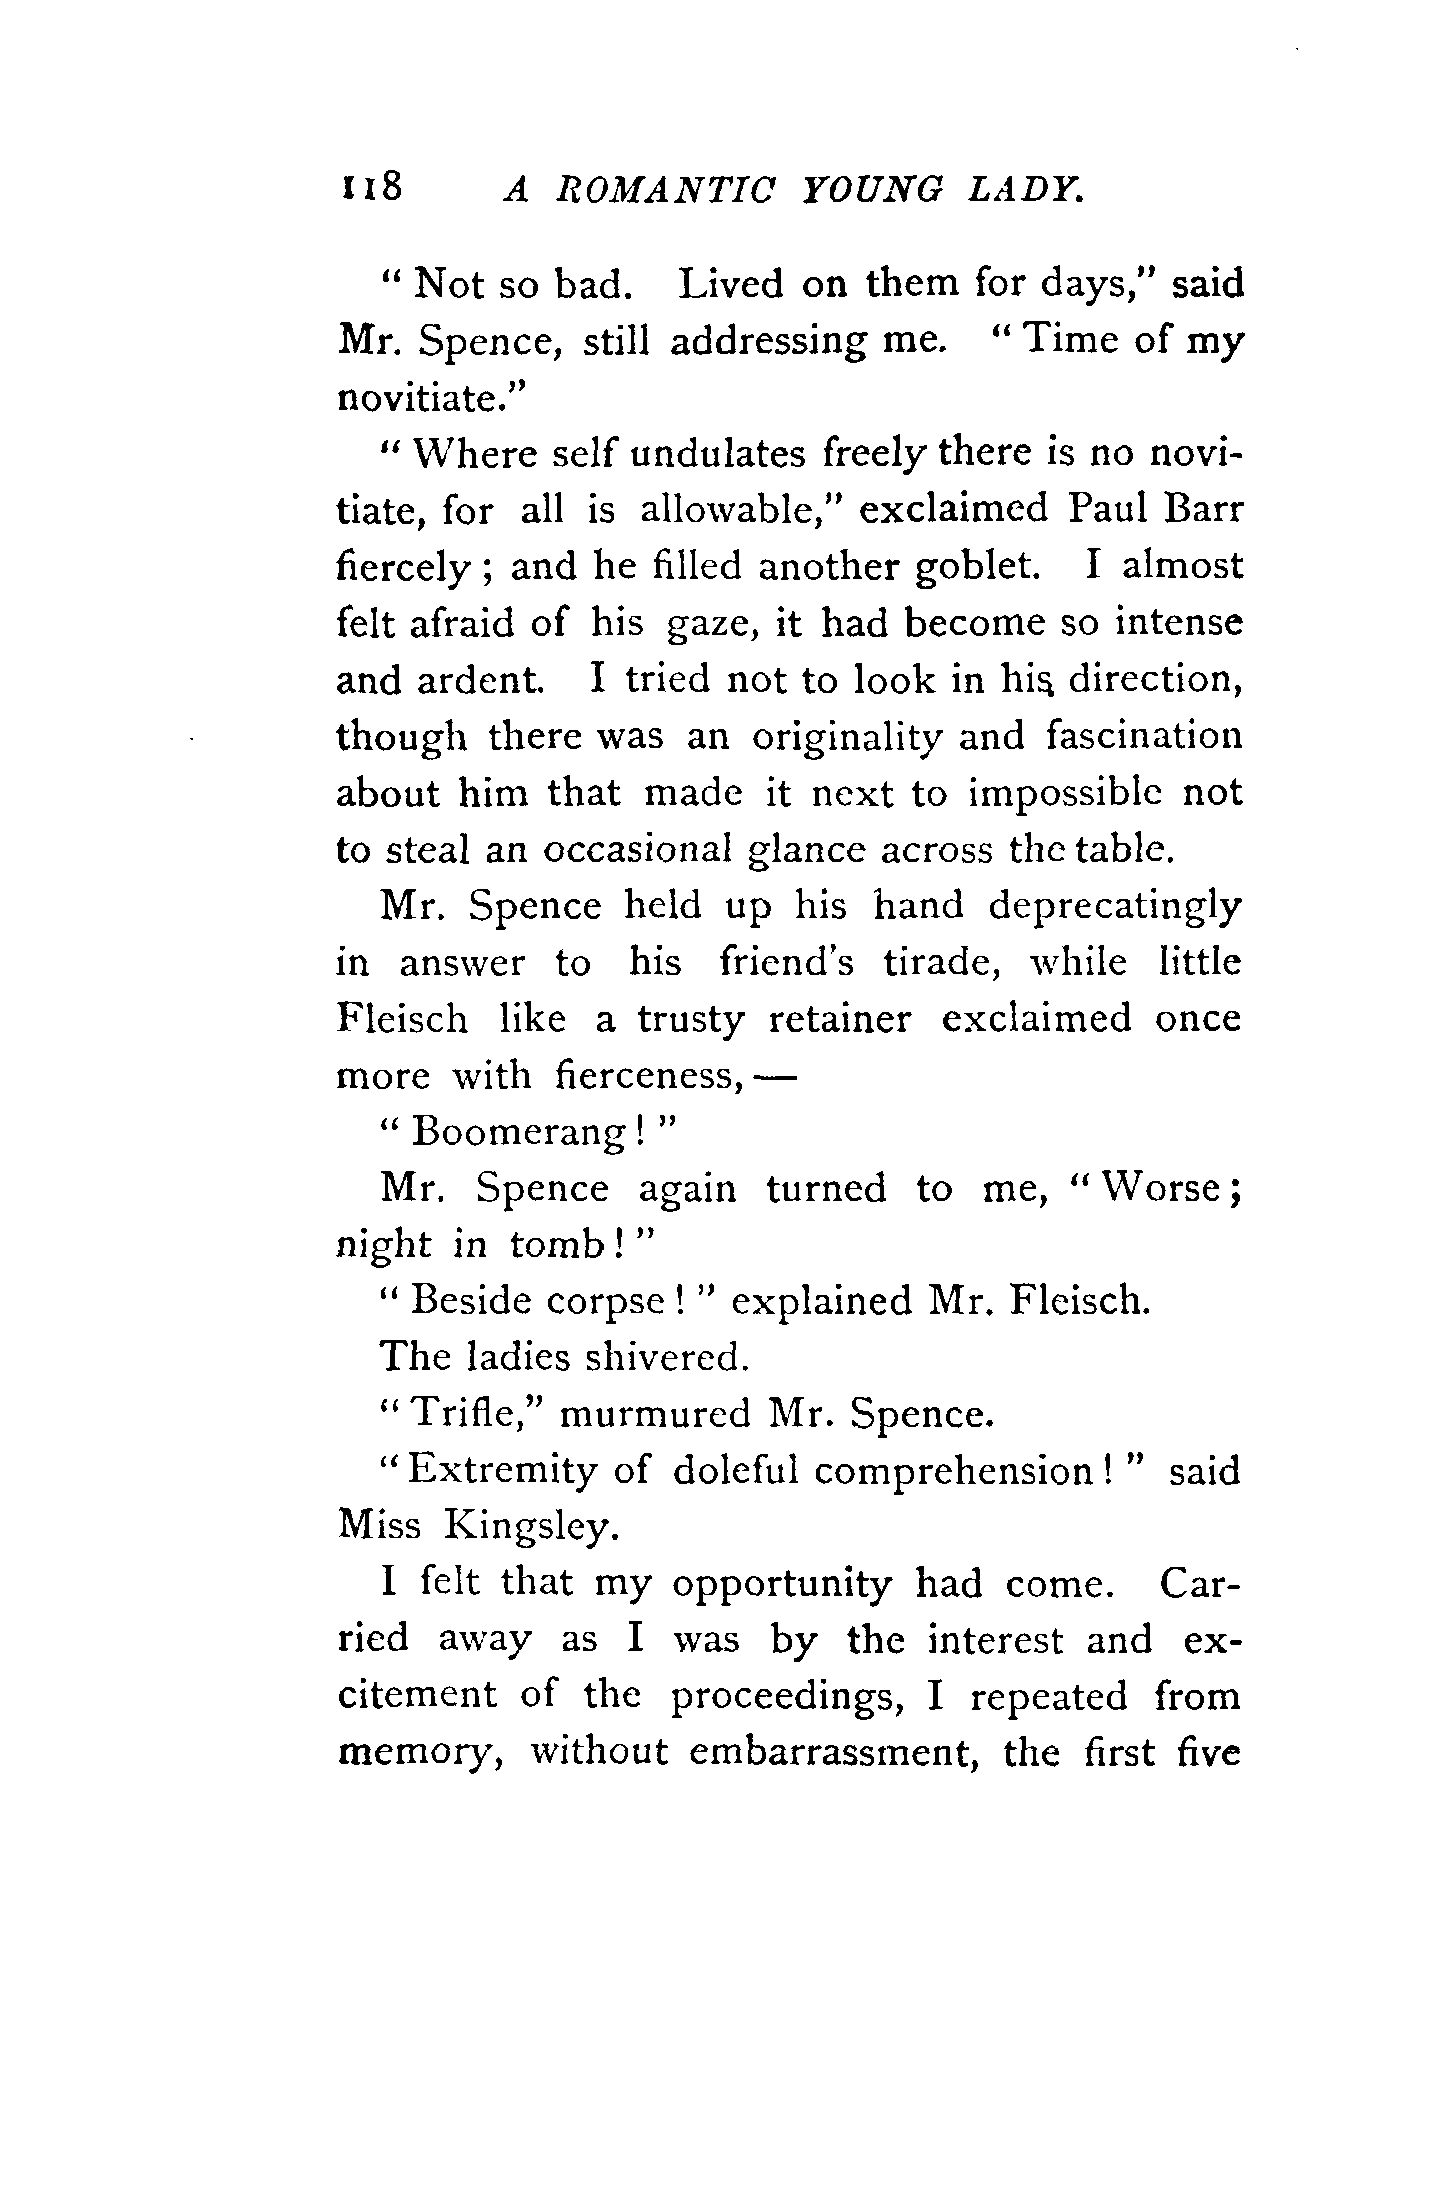 118 A ROMANTIC YOUNG LADY.
“ Not so bad. Lived on them for days,” said
Mr. Spence, still addressing me. “ Time of my
novitiate.”
“ Where self undulates freely there is no novi-
tiate, for all is allowable,” exclaimed Paul Barr
fiercely ; and he filled another goblet. I almost
felt afraid of his gaze, it had become so intense
and ardent. I tried not to look in his direction,
though there was an originality and fascination
about him that made it next to impossible not
to steal an occasional glance across the table.
Mr. Spence held up his hand deprecatingly
in answer to his friend’s tirade, while little
Fleisch like a trusty retainer exclaimed once
more with fierceness, —
“ Boomerang ! ”
Mr. Spence again turned to me, “ Worse ;
night in tomb ! ”
“ Beside corpse ! ” explained Mr. Fleisch.
The ladies shivered.
“ Trifle,” murmured Mr. Spence.
“ Extremity of doleful comprehension ! ” said
Miss Kingsley.
I felt that my opportunity had come. Car-
ried away as I was by the interest and ex-
citement of the proceedings, I repeated from
memory, without embarrassment, the first five